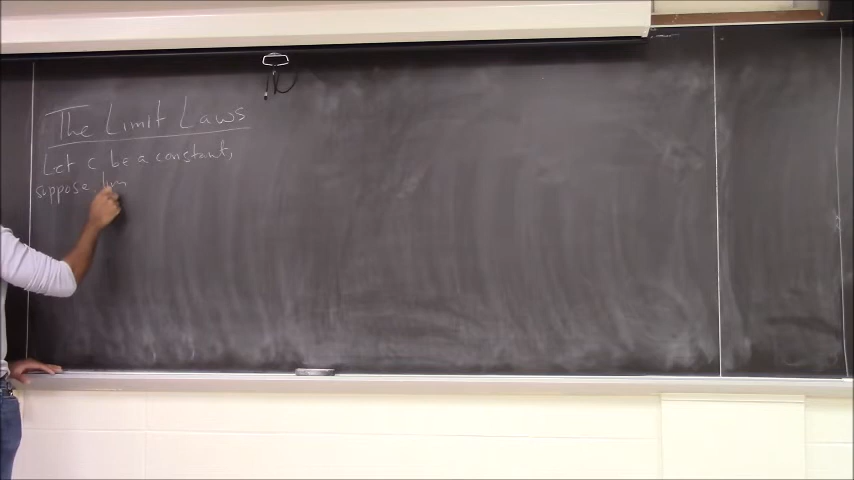 The Limit Laws
Let c be a constant,
suppose lim